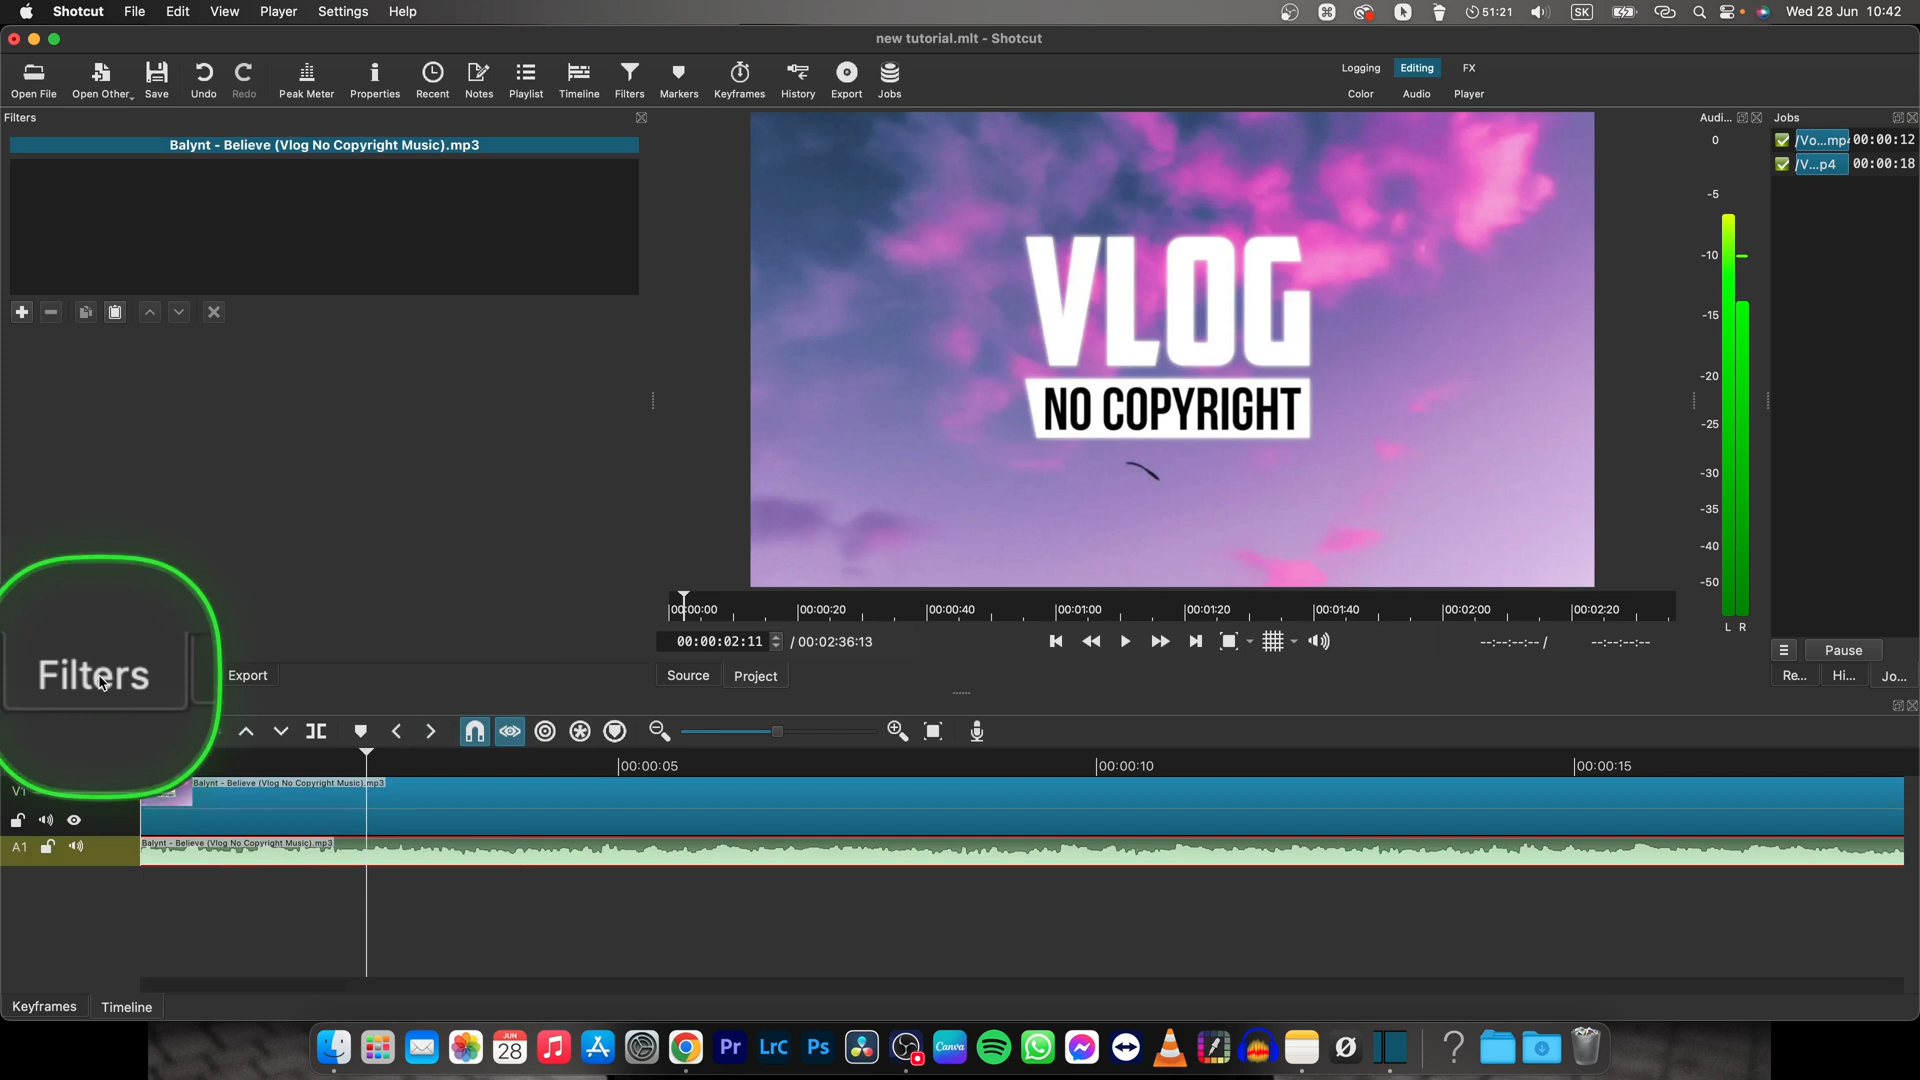 Shotcut File Edit View Player Settings Help
51:21 SK Wed 28 Jun 10:42
new tutorial.mlt - Shotcut
Open File Open Other... Save Undo Redo Peak Meter Properties Recent Notes Playlist Timeline Filters Markers Keyframes History Export Jobs
Logging Editing FX
Color Audio Player
Filters
Balynt - Believe (Vlog No Copyright Music).mp3
VLOG
NO COPYRIGHT
Audi...
0
-5
-10
-15
-20
-25
-30
-35
-40
-50
L R
Jobs
/Vo...mp4 00:00:12
/V...p4 00:00:18
00:00:00 00:00:20 00:00:40 00:01:00 00:01:20 00:01:40 00:02:00 00:02:20
00:00:02:11 / 00:02:36:13 --:--:--:-- / --:--:--:--
Pause
Filters Export
Source Project
Re... Hi... Jo...
00:00:05 00:00:10 00:00:15
V1 Balynt - Believe (Vlog No Copyright Music).mp3
A1 Balynt - Believe (Vlog No Copyright Music).mp3
Keyframes Timeline
JUN
28
Pr LrC Ps Canva